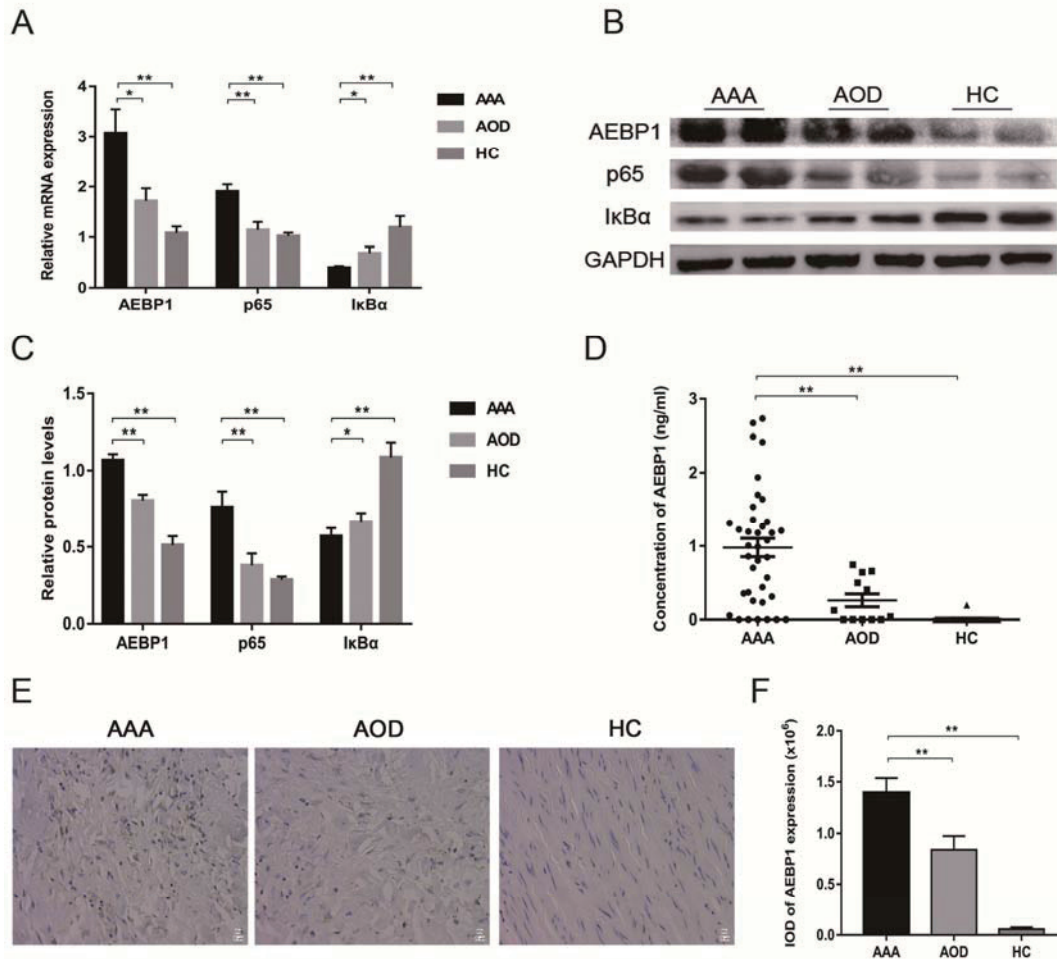 A
Relative mRNA expression
4
3
2
1
0
** ** **
* ** *
AEBP1 p65 IκBα
AAA
AOD
HC
B
AAA AOD HC
AEBP1
p65
IκBα
GAPDH
C
Relative protein levels
1.5
1.0
0.5
0.0
** ** **
** ** *
AEBP1 p65 IκBα
AAA
AOD
HC
D
Concentration of AEBP1 (ng/ml)
3
2
1
0
**
**
AAA AOD HC
E
AAA AOD HC
F
IOD of AEBP1 expression (x10⁶)
2.0
1.5
1.0
0.5
0.0
**
**
AAA AOD HC